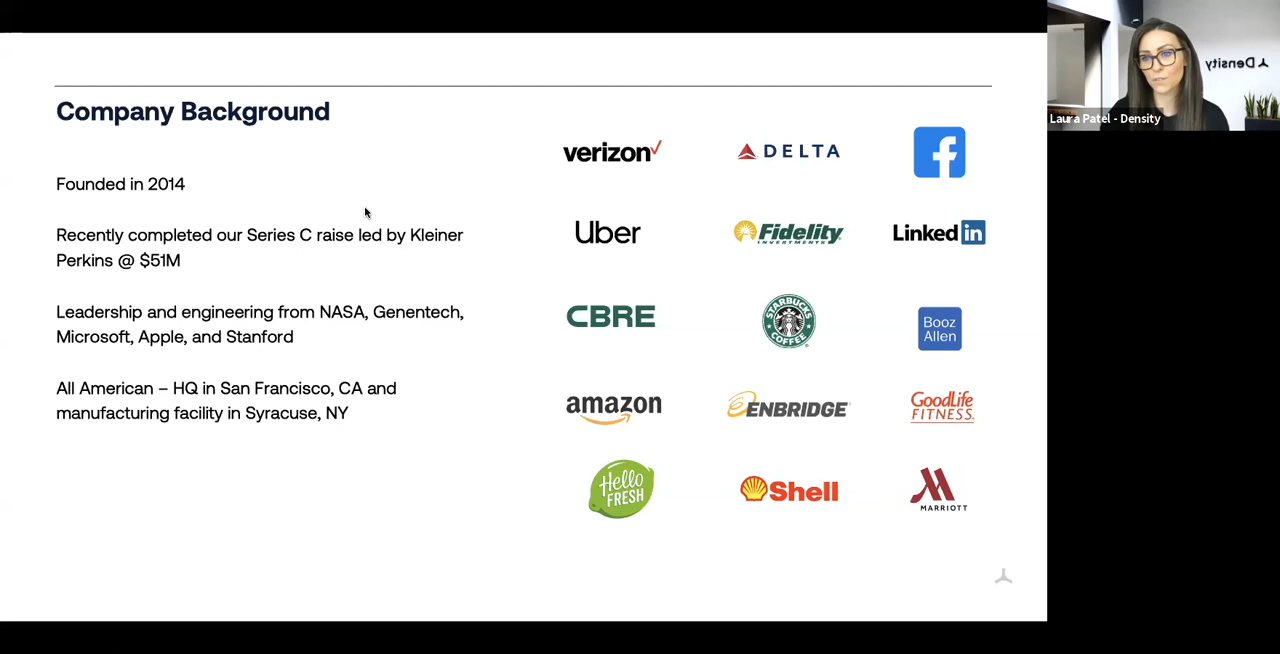 Company Background
Founded in 2014
Recently completed our Series C raise led by Kleiner
Perkins @ $51M
Leadership and engineering from NASA, Genentech,
Microsoft, Apple, and Stanford
All American – HQ in San Francisco, CA and
manufacturing facility in Syracuse, NY
verizon
DELTA
f
Uber
Fidelity
INVESTMENTS
Linked in
CBRE
STARBUCKS
COFFEE
Booz
Allen
amazon
ENBRIDGE
GoodLife
FITNESS.
Hello
FRESH
Shell
MARRIOTT
Density
Laura Patel - Density